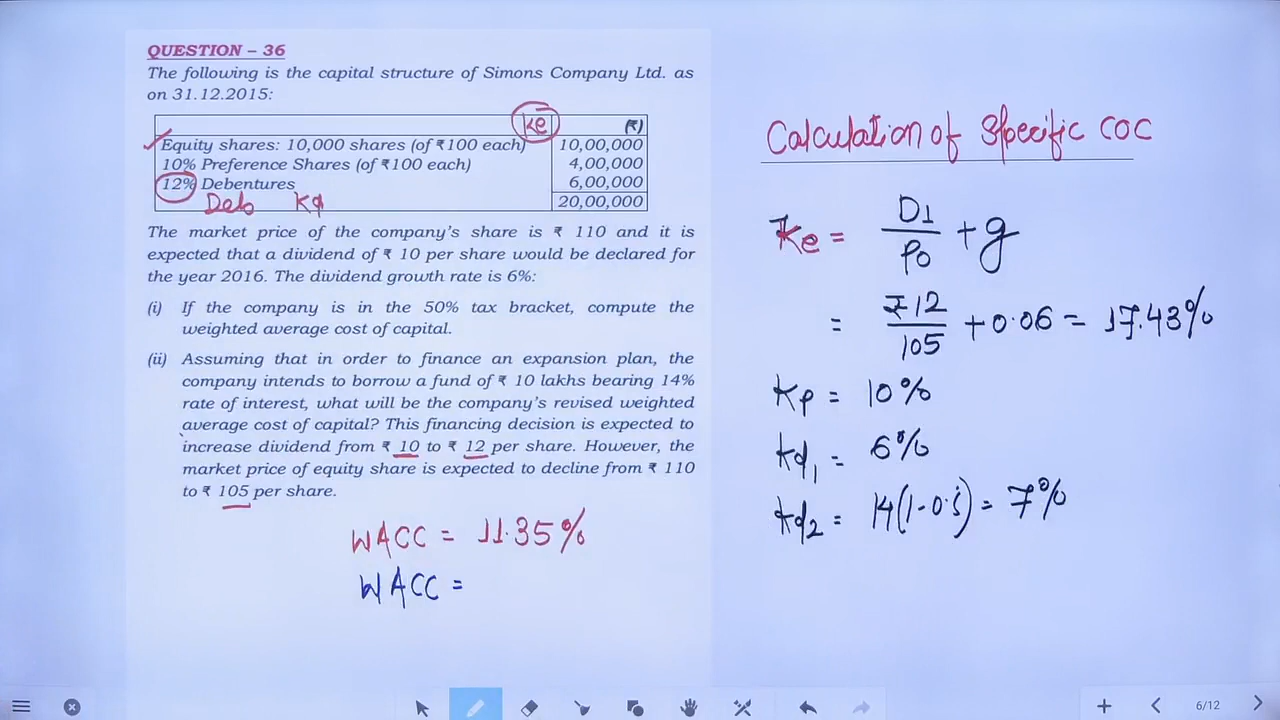 QUESTION – 36
The following is the capital structure of Simons Company Ltd. as
on 31.12.2015:
Ke (₹)
Equity shares: 10,000 shares (of ₹100 each) 10,00,000
10% Preference Shares (of ₹100 each) 4,00,000
12% Debentures 6,00,000
Deb Kd 20,00,000
The market price of the company's share is ₹ 110 and it is
expected that a dividend of ₹ 10 per share would be declared for
the year 2016. The dividend growth rate is 6%:
(i) If the company is in the 50% tax bracket, compute the
weighted average cost of capital.
(ii) Assuming that in order to finance an expansion plan, the
company intends to borrow a fund of ₹ 10 lakhs bearing 14%
rate of interest, what will be the company's revised weighted
average cost of capital? This financing decision is expected to
increase dividend from ₹ 10 to ₹ 12 per share. However, the
market price of equity share is expected to decline from ₹ 110
to ₹ 105 per share.
WACC = 11.35%
WACC =
Calculation of Specific COC
Ke = D1/P0 + g
= ₹12/105 + 0.06 = 17.43%
Kp = 10%
Kd1 = 6%
Kd2 = 14(1-0.5) = 7%
6/12